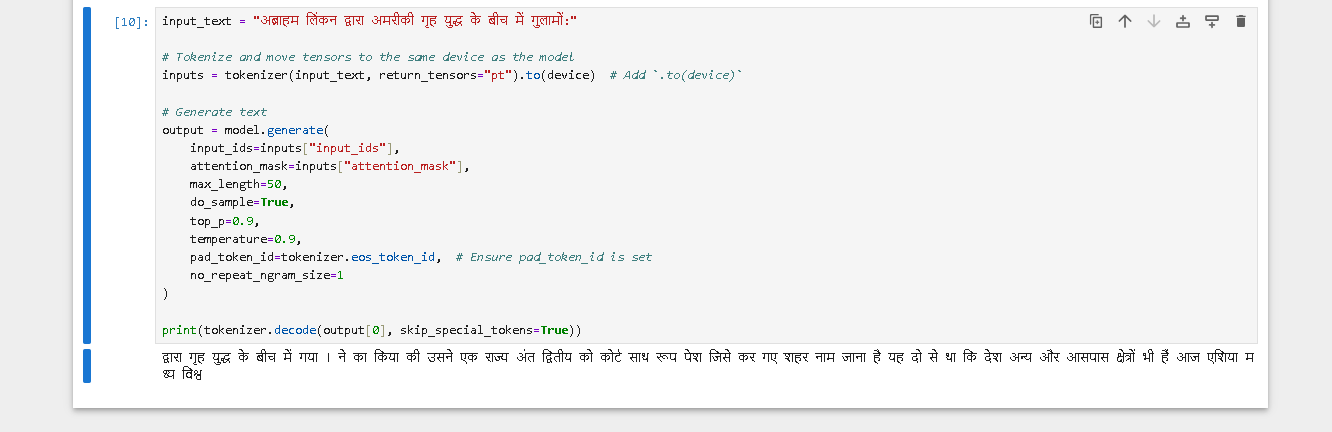 [10]: input_text = "अब्राहम लिंकन द्वारा अमरीकी गृह युद्ध के बीच में गुलामों:"
# Tokenize and move tensors to the same device as the model
inputs = tokenizer(input_text, return_tensors="pt").to(device)  # Add `.to(device)`
# Generate text
output = model.generate(
    input_ids=inputs["input_ids"],
    attention_mask=inputs["attention_mask"],
    max_length=50,
    do_sample=True,
    top_p=0.9,
    temperature=0.9,
    pad_token_id=tokenizer.eos_token_id,  # Ensure pad_token_id is set
    no_repeat_ngram_size=1
)
print(tokenizer.decode(output[0], skip_special_tokens=True))
द्वारा गृह युद्ध के बीच में गया । ने का किया की उसने एक राज्य अंत द्वितीय को कोर्ट साथ रूप पेश जिसे कर गए शहर नाम जाना है यह दो से था कि देश अन्य और आसपास क्षेत्रों भी हैं आज एशिया म
ध्य विश्व